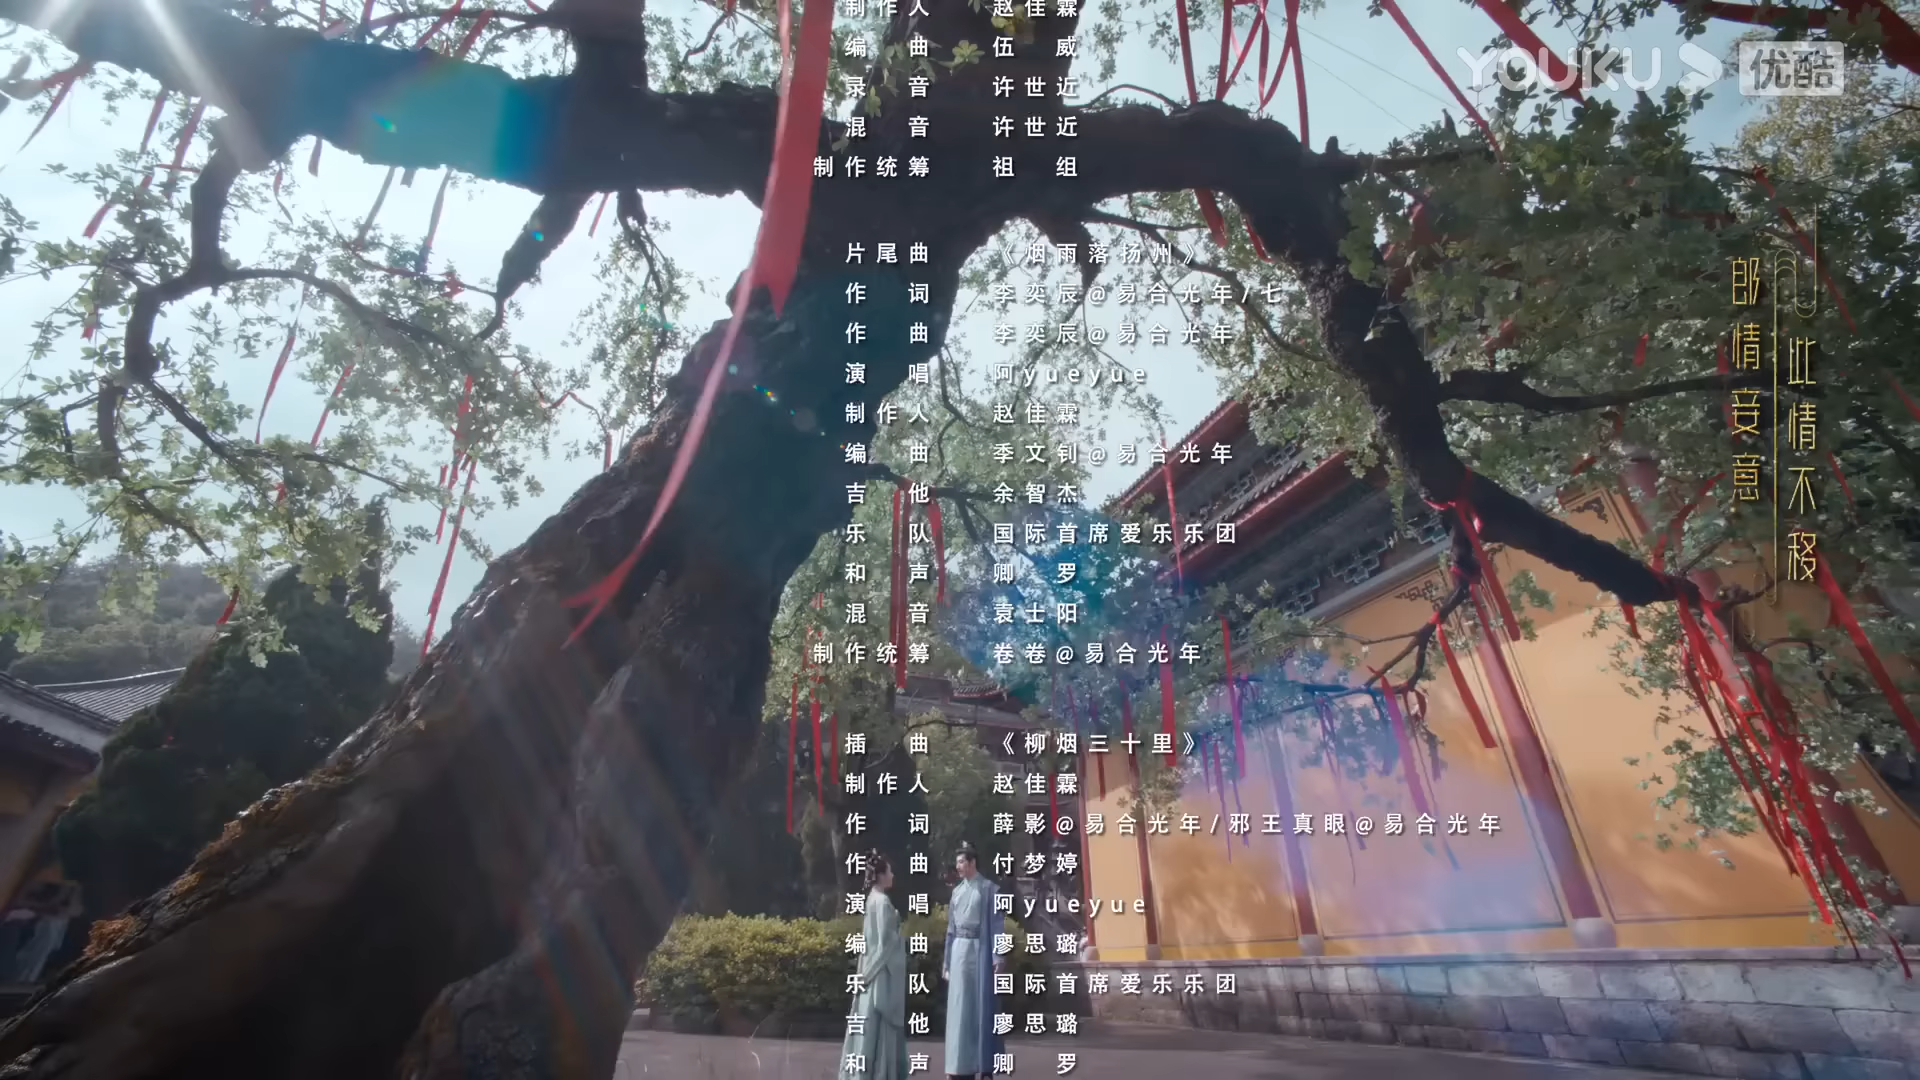 制作人 赵佳霖
编曲 伍威
录音 许世近
混音 许世近
制作统筹 祖组
片尾曲 《烟雨落扬州》
作词 李奕辰@易合光年/七
作曲 李奕辰@易合光年
演唱 阿yueyue
制作人 赵佳霖
编曲 季文钊@易合光年
吉他 余智杰
乐队 国际首席爱乐乐团
和声 卿罗
混音 袁士阳
制作统筹 卷卷@易合光年
插曲 《柳烟三十里》
制作人 赵佳霖
作词 薛影@易合光年/邪王真眼@易合光年
作曲 付梦婷
演唱 阿yueyue
编曲 廖思璐
乐队 国际首席爱乐乐团
吉他 廖思璐
和声 卿罗
YOUKU 优酷
此情不移
郎情妾意